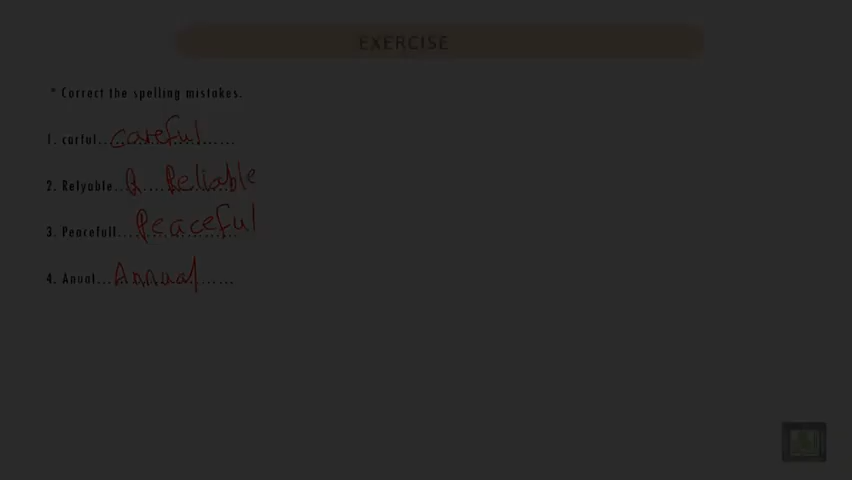 EXERCISE
* Correct the spelling mistakes.
1. carful.................. careful
2. Relyable.................. R Reliable
3. Peacefull.................. Peaceful
4. Anual.................. Annual